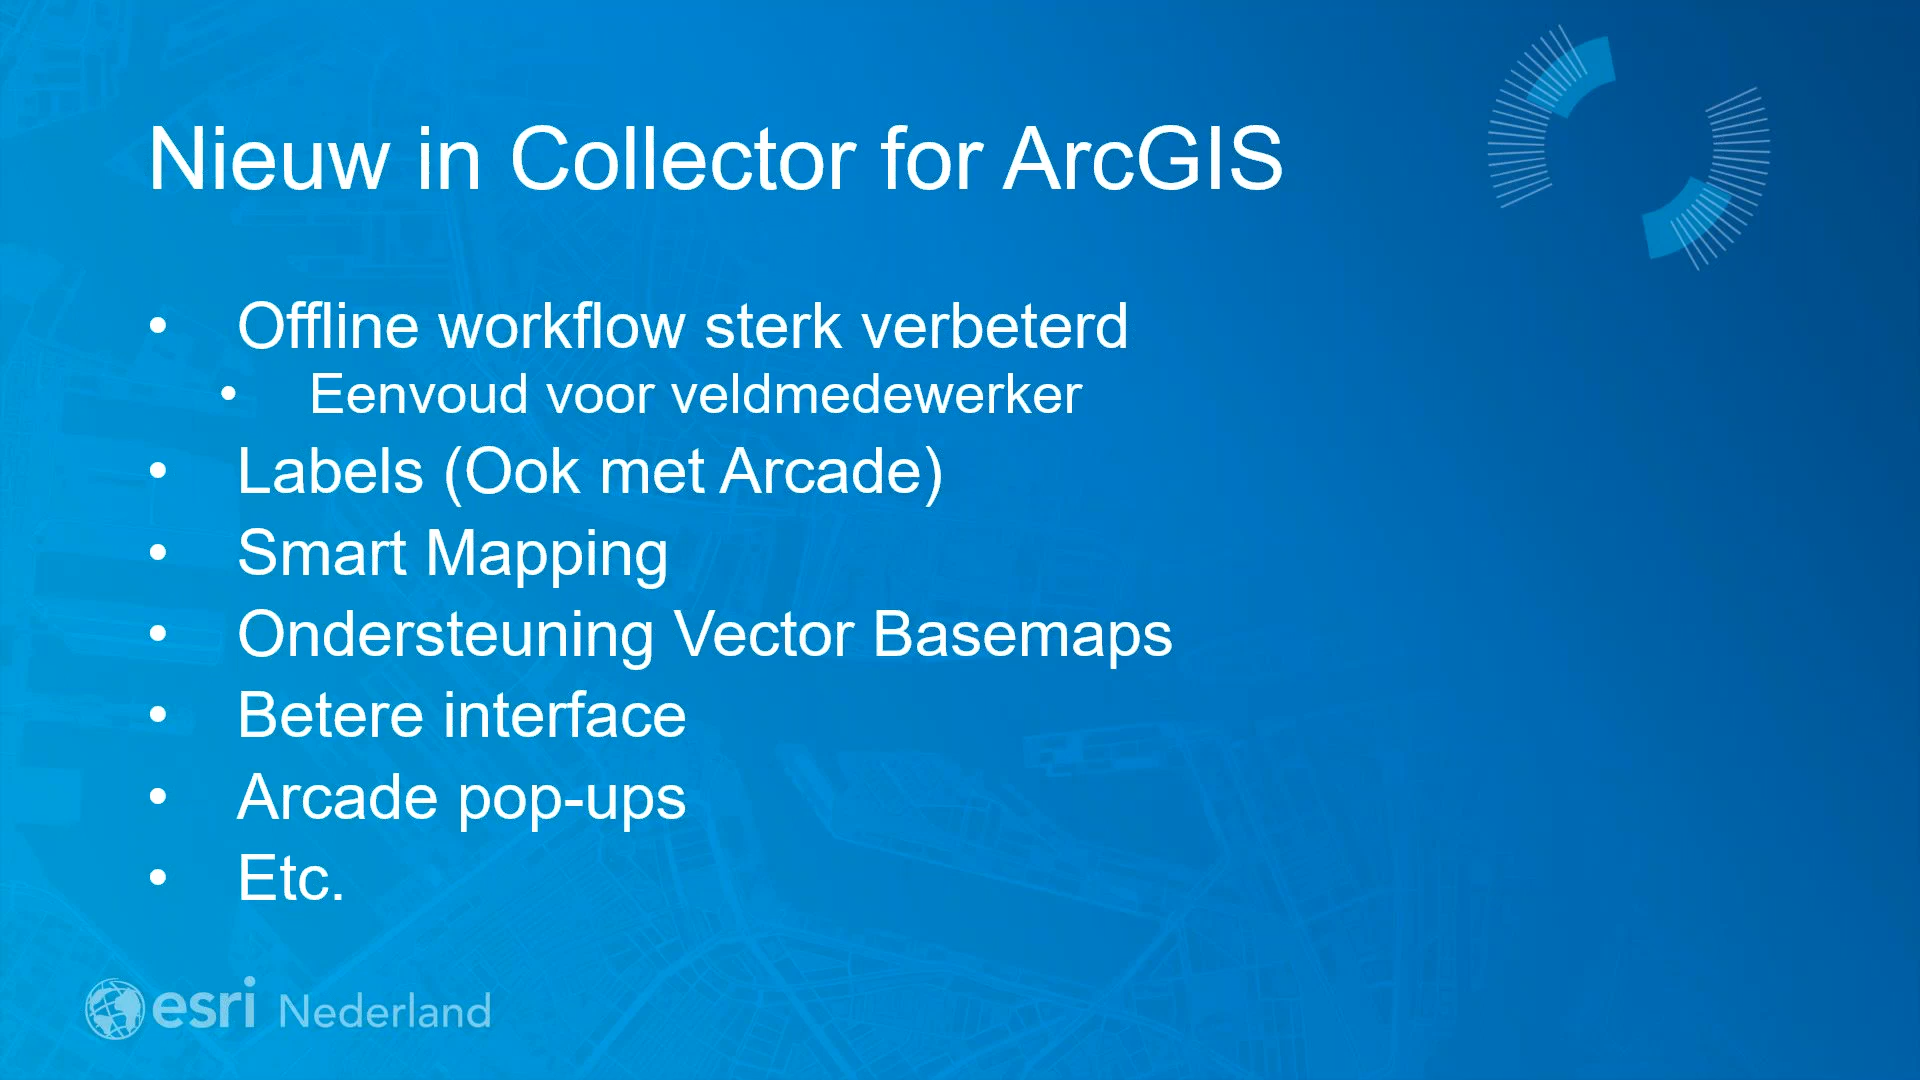 Nieuw in Collector for ArcGIS
• Offline workflow sterk verbeterd
• Eenvoud voor veldmedewerker
• Labels (Ook met Arcade)
• Smart Mapping
• Ondersteuning Vector Basemaps
• Betere interface
• Arcade pop-ups
• Etc.
esri Nederland